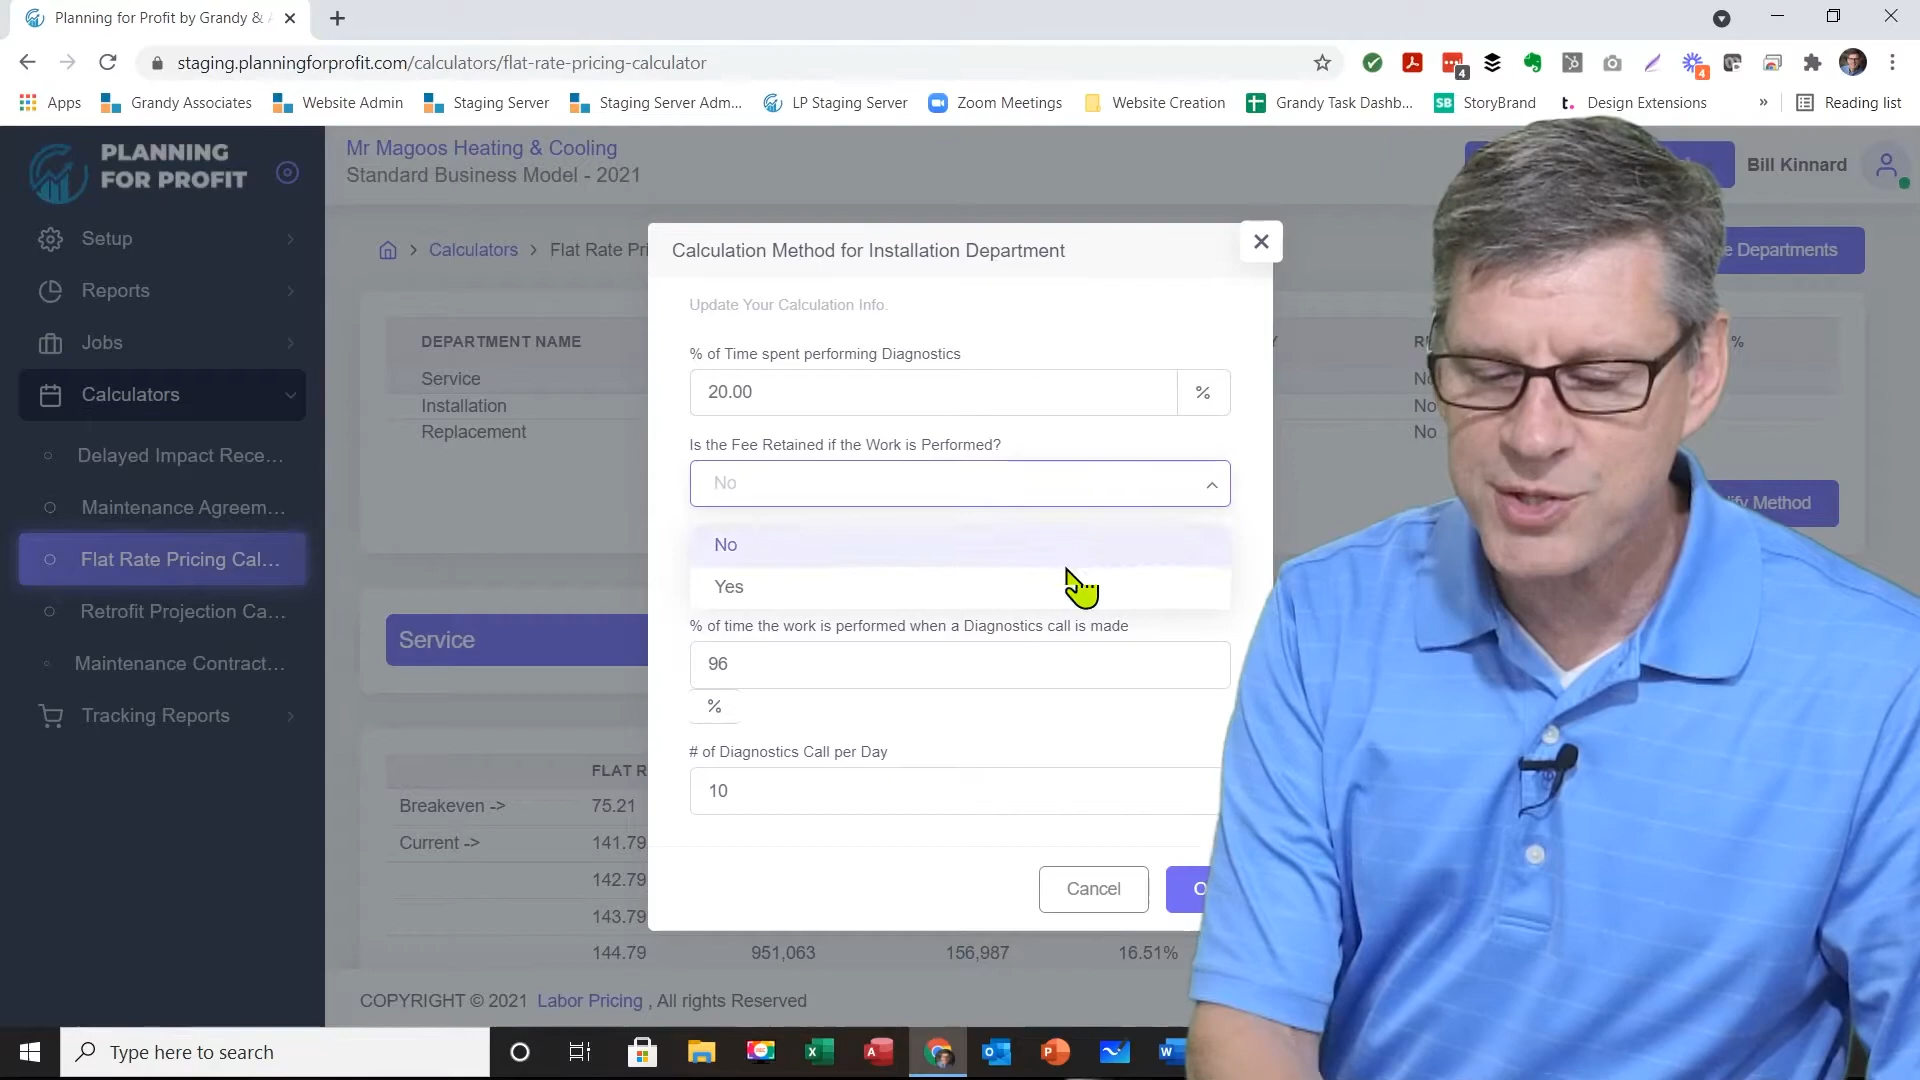 Planning for Profit by Grandy &
staging.planningforprofit.com/calculators/flat-rate-pricing-calculator
4
4
Apps
Grandy Associates
Website Admin
Staging Server
Staging Server Adm...
LP Staging Server
Zoom Meetings
Website Creation
Grandy Task Dashb...
SB
StoryBrand
t.
Design Extensions
»
Reading list
PLANNING
FOR PROFIT
Mr Magoos Heating & Cooling
Standard Business Model - 2021
Bill Kinnard
Setup
Reports
Jobs
Calculators
Delayed Impact Rece...
Maintenance Agreem...
Flat Rate Pricing Cal...
Retrofit Projection Ca...
Maintenance Contract...
Tracking Reports
> Calculators > Flat Rate Pri
Departments
DEPARTMENT NAME
Service
Installation
Replacement
%
No
No
Method
Service
FLAT R
Breakeven -> 75.21
Current -> 141.79
142.79
143.79
144.79 951,063 156,987 16.51%
Calculation Method for Installation Department
Update Your Calculation Info.
% of Time spent performing Diagnostics
20.00 %
Is the Fee Retained if the Work is Performed?
No
No
Yes
% of time the work is performed when a Diagnostics call is made
96
%
# of Diagnostics Call per Day
10
Cancel
COPYRIGHT © 2021 Labor Pricing , All rights Reserved
Type here to search